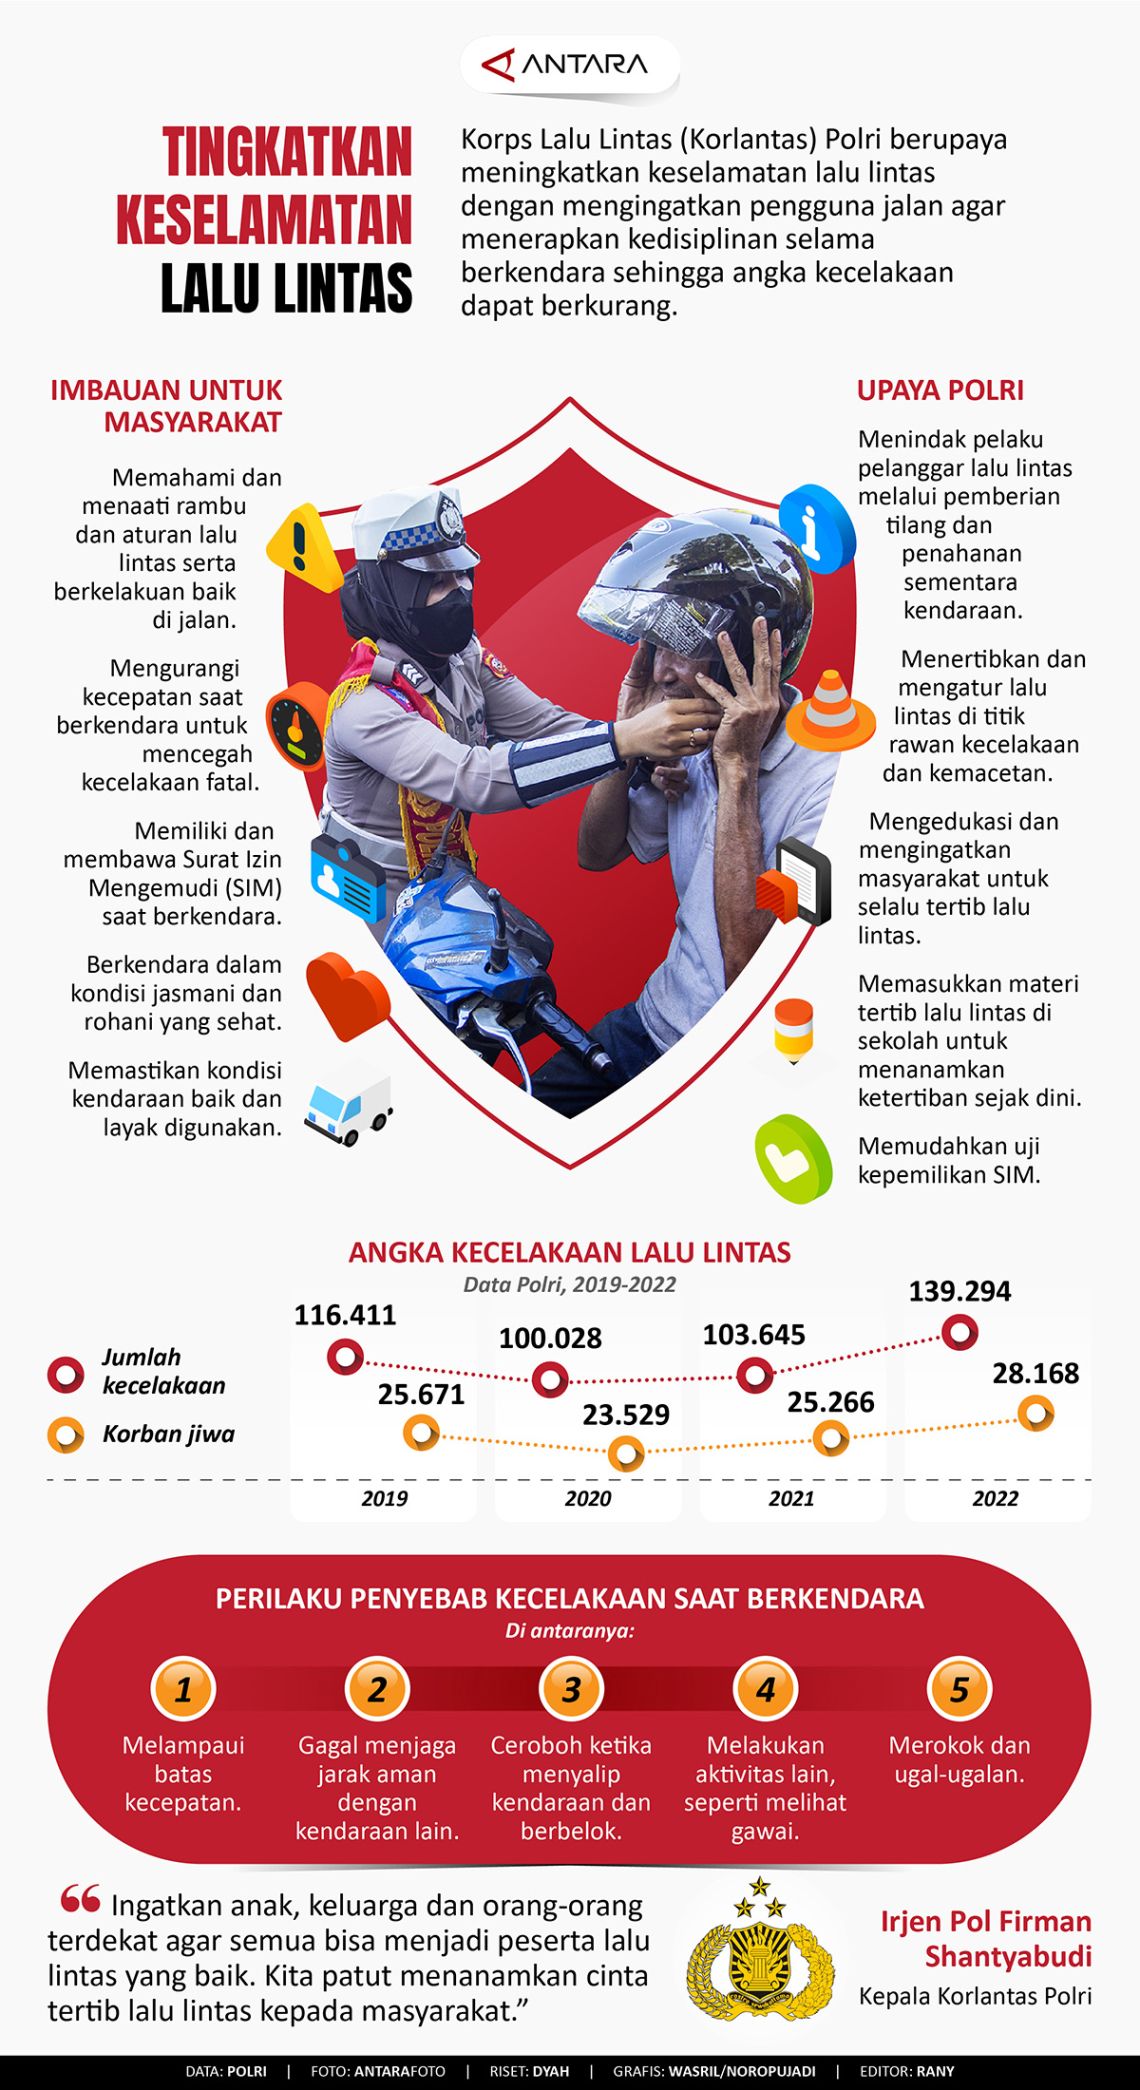 ANTARA
TINGKATKAN
KESELAMATAN
LALU LINTAS
Korps Lalu Lintas (Korlantas) Polri berupaya
meningkatkan keselamatan lalu lintas
dengan mengingatkan pengguna jalan agar
menerapkan kedisiplinan selama
berkendara sehingga angka kecelakaan
dapat berkurang.
IMBAUAN UNTUK
MASYARAKAT
Memahami dan
menaati rambu
dan aturan lalu
lintas serta
berkelakuan baik
di jalan.
Mengurangi
kecepatan saat
berkendara untuk
mencegah
kecelakaan fatal.
Memiliki dan
membawa Surat Izin
Mengemudi (SIM)
saat berkendara.
Berkendara dalam
kondisi jasmani dan
rohani yang sehat.
Memastikan kondisi
kendaraan baik dan
layak digunakan.
UPAYA POLRI
Menindak pelaku
pelanggar lalu lintas
melalui pemberian
tilang dan
penahanan
sementara
kendaraan.
Menertibkan dan
mengatur lalu
lintas di titik
rawan kecelakaan
dan kemacetan.
Mengedukasi dan
mengingatkan
masyarakat untuk
selalu tertib lalu
lintas.
Memasukkan materi
tertib lalu lintas di
sekolah untuk
menanamkan
ketertiban sejak dini.
Memudahkan uji
kepemilikan SIM.
ANGKA KECELAKAAN LALU LINTAS
Data Polri, 2019-2022
Jumlah
kecelakaan
Korban jiwa
116.411
100.028
103.645
139.294
25.671
23.529
25.266
28.168
2019
2020
2021
2022
PERILAKU PENYEBAB KECELAKAAN SAAT BERKENDARA
Di antaranya:
1
Melampaui
batas
kecepatan.
2
Gagal menjaga
jarak aman
dengan
kendaraan lain.
3
Ceroboh ketika
menyalip
kendaraan dan
berbelok.
4
Melakukan
aktivitas lain,
seperti melihat
gawai.
5
Merokok dan
ugal-ugalan.
“ Ingatkan anak, keluarga dan orang-orang
terdekat agar semua bisa menjadi peserta lalu
lintas yang baik. Kita patut menanamkan cinta
tertib lalu lintas kepada masyarakat.”
Irjen Pol Firman
Shantyabudi
Kepala Korlantas Polri
DATA: POLRI | FOTO: ANTARAFOTO | RISET: DYAH | GRAFIS: WASRIL/NOROPUJADI | EDITOR: RANY